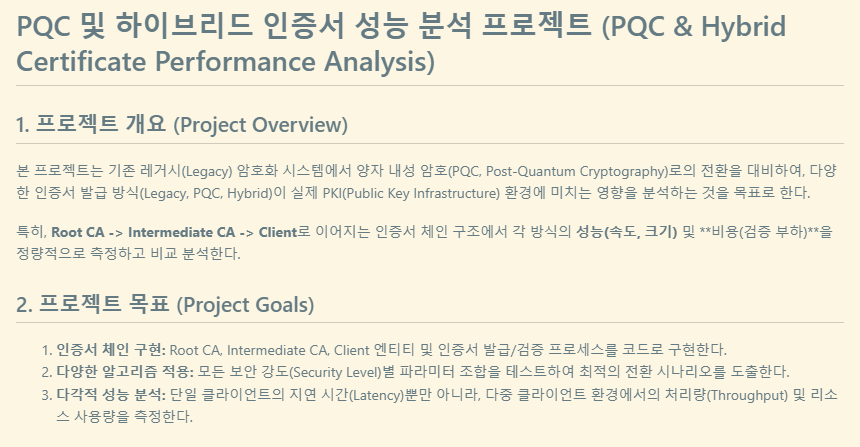 PQC 및 하이브리드 인증서 성능 분석 프로젝트 (PQC & Hybrid
Certificate Performance Analysis)
1. 프로젝트 개요 (Project Overview)
본 프로젝트는 기존 레거시(Legacy) 암호화 시스템에서 양자 내성 암호(PQC, Post-Quantum Cryptography)로의 전환을 대비하여, 다양
한 인증서 발급 방식(Legacy, PQC, Hybrid)이 실제 PKI(Public Key Infrastructure) 환경에 미치는 영향을 분석하는 것을 목표로 한다.
특히, Root CA -> Intermediate CA -> Client로 이어지는 인증서 체인 구조에서 각 방식의 성능(속도, 크기) 및 **비용(검증 부하)**을
정량적으로 측정하고 비교 분석한다.
2. 프로젝트 목표 (Project Goals)
1. 인증서 체인 구현: Root CA, Intermediate CA, Client 엔티티 및 인증서 발급/검증 프로세스를 코드로 구현한다.
2. 다양한 알고리즘 적용: 모든 보안 강도(Security Level)별 파라미터 조합을 테스트하여 최적의 전환 시나리오를 도출한다.
3. 다각적 성능 분석: 단일 클라이언트의 지연 시간(Latency)뿐만 아니라, 다중 클라이언트 환경에서의 처리량(Throughput) 및 리소
스 사용량을 측정한다.